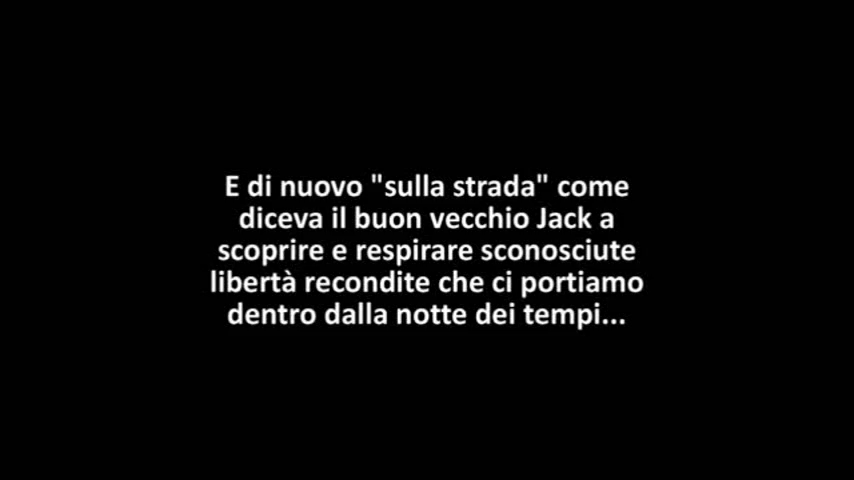 E di nuovo "sulla strada" come
diceva il buon vecchio Jack a
scoprire e respirare sconosciute
libertà recondite che ci portiamo
dentro dalla notte dei tempi...